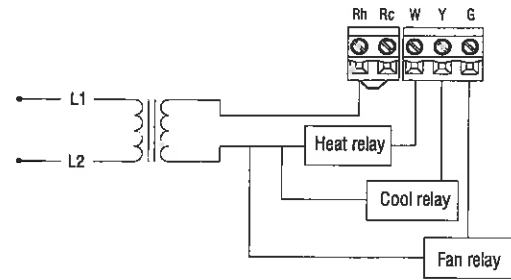 Rh Rc W Y G
L1
Heat relay
L2
Cool relay
Fan relay